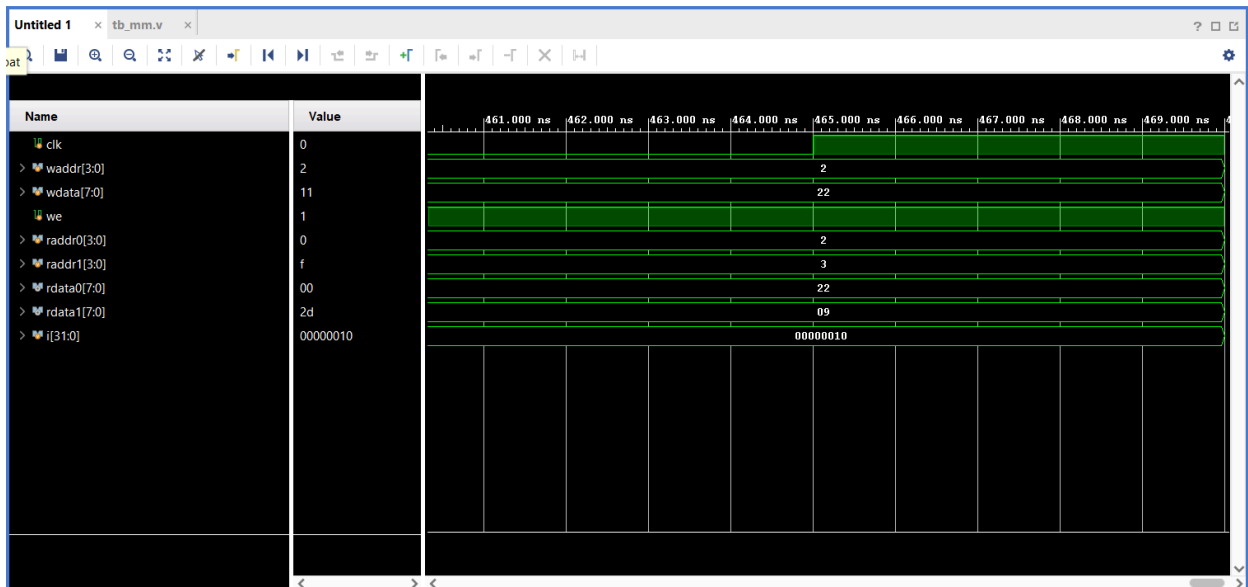 Untitled 1 × tb_mm.v × ?
oat
Name Value
461.000 ns 462.000 ns 463.000 ns 464.000 ns 465.000 ns 466.000 ns 467.000 ns 468.000 ns 469.000 ns 4
clk 0
> waddr[3:0] 2 2
> wdata[7:0] 11 22
we 1
> raddr0[3:0] 0 2
> raddr1[3:0] f 3
> rdata0[7:0] 00 22
> rdata1[7:0] 2d 09
> i[31:0] 00000010 00000010